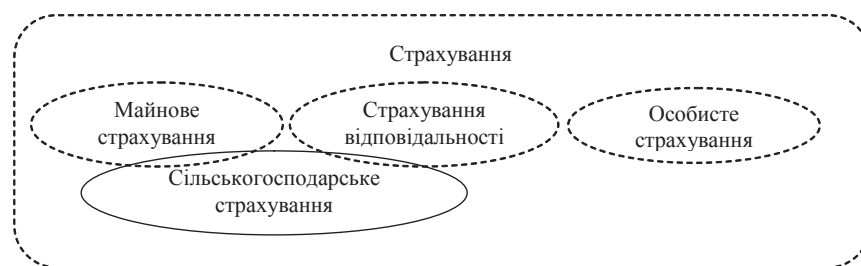 Страхування
Майнове
страхування
Страхування
відповідальності
Особисте
страхування
Сільськогосподарське
страхування